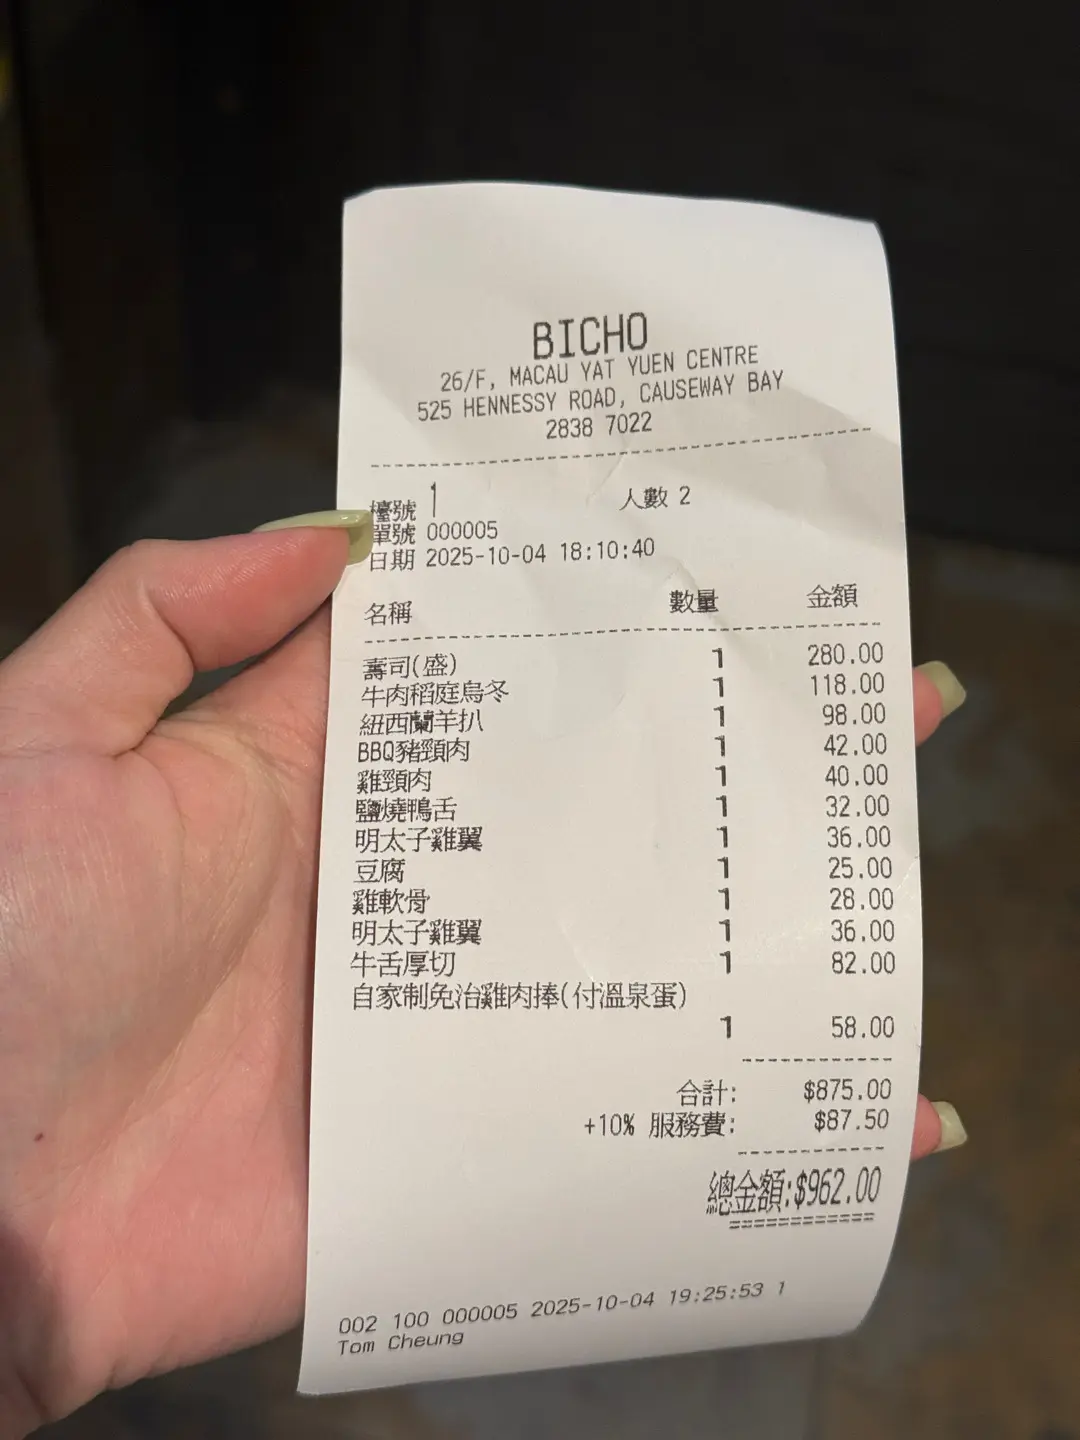 BICHO
26/F, MACAU YAT YUEN CENTRE
525 HENNESSY ROAD, CAUSEWAY BAY
2838 7022
檯號 1 人數 2
單號 000005
日期 2025-10-04 18:10:40
名稱 數量 金額
壽司(盛) 1 280.00
牛肉稻庭烏冬 1 118.00
紐西蘭羊扒 1 98.00
BBQ豬頸肉 1 42.00
雞頸肉 1 40.00
鹽燒鴨舌 1 32.00
明太子雞翼 1 36.00
豆腐 1 25.00
雞軟骨 1 28.00
明太子雞翼 1 36.00
牛舌厚切 1 82.00
自家制免治雞肉捧(付溫泉蛋)
1 58.00
合計: $875.00
+10% 服務費: $87.50
總金額:$962.00
002 100 000005 2025-10-04 19:25:53 1
Tom Cheung